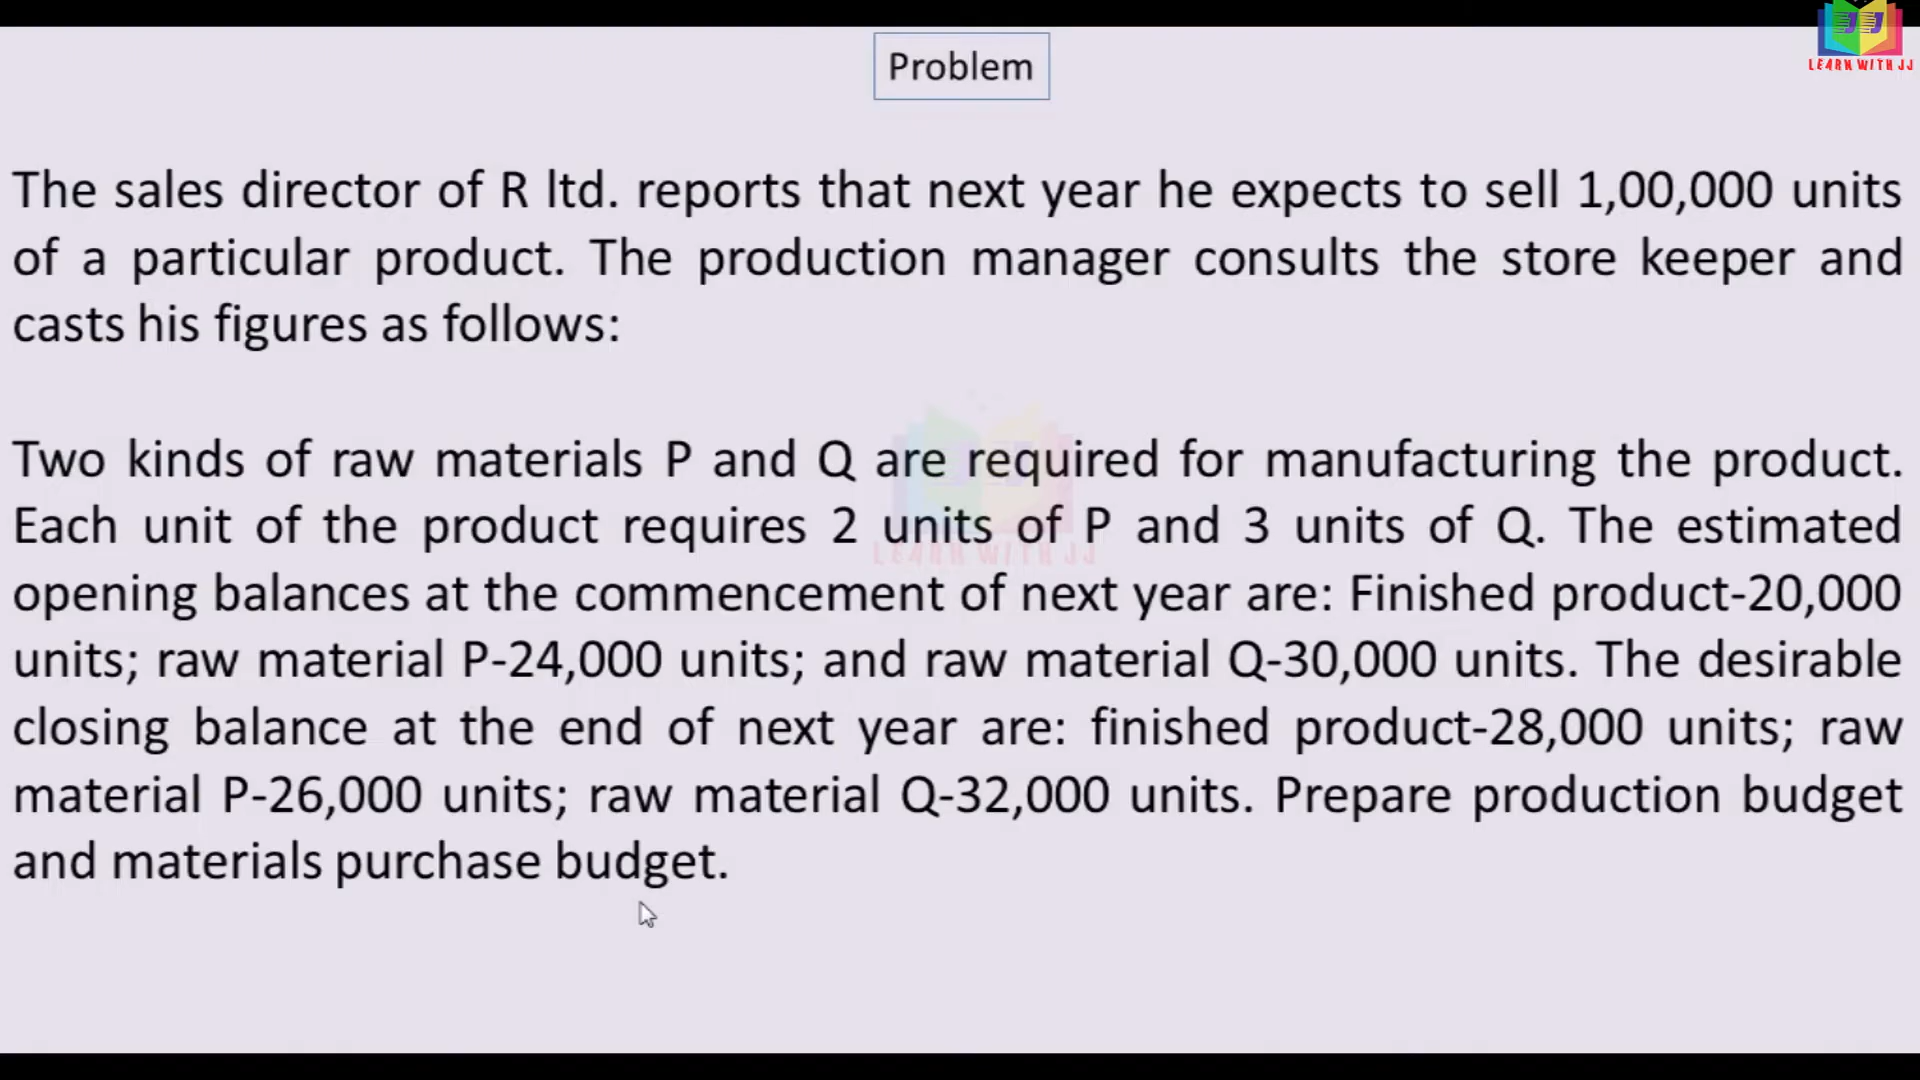 Problem
LEARN WITH JJ
The sales director of R ltd. reports that next year he expects to sell 1,00,000 units
of a particular product. The production manager consults the store keeper and
casts his figures as follows:
Two kinds of raw materials P and Q are required for manufacturing the product.
Each unit of the product requires 2 units of P and 3 units of Q. The estimated
LEARN WITH JJ
opening balances at the commencement of next year are: Finished product-20,000
units; raw material P-24,000 units; and raw material Q-30,000 units. The desirable
closing balance at the end of next year are: finished product-28,000 units; raw
material P-26,000 units; raw material Q-32,000 units. Prepare production budget
and materials purchase budget.